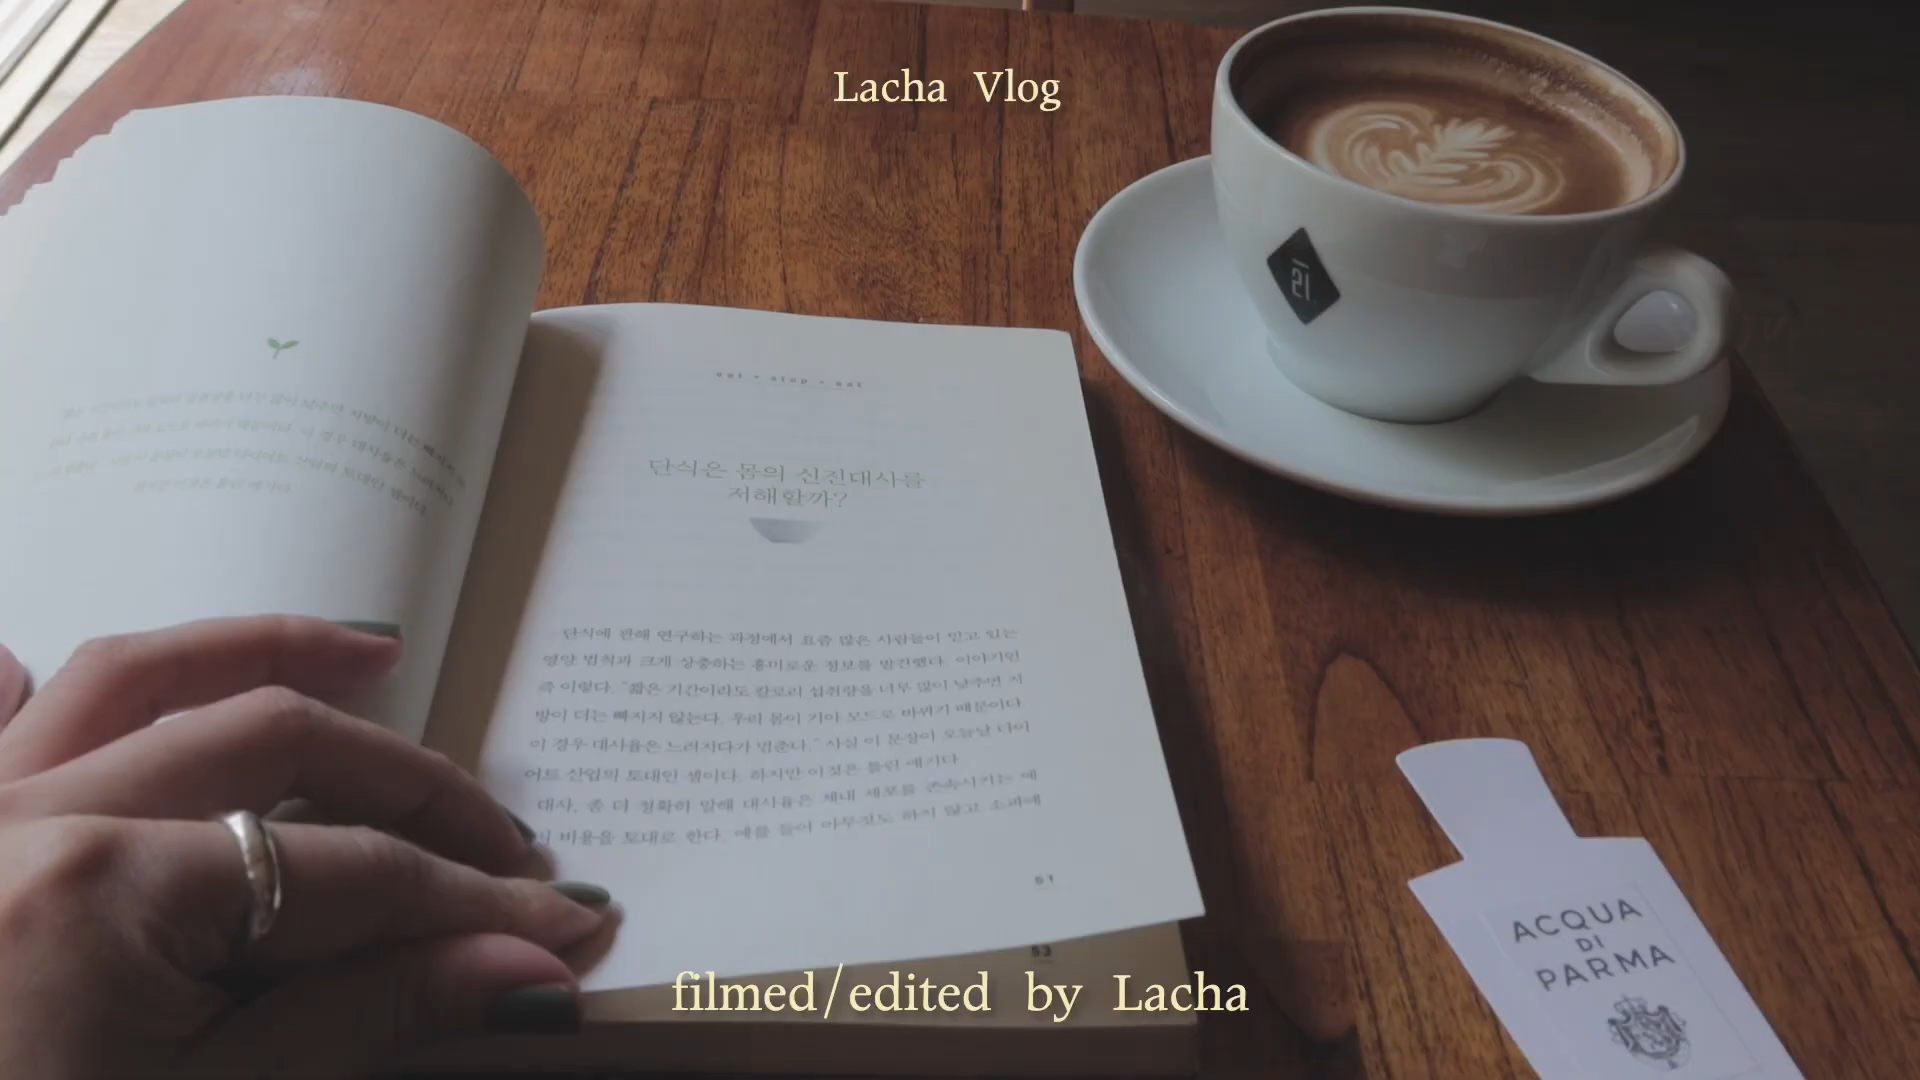 Lacha Vlog
리
eat • stop • eat
단식은 몸의 신진대사를
저해할까?
단식에 관해 연구하는 과정에서 요즘 많은 사람들이 믿고 있는
영양 법칙과 크게 상충하는 흥미로운 정보를 발견했다. 이야기인
즉 이렇다. "짧은 기간이라도 칼로리 섭취량을 너무 많이 낮추면 지
방이 더는 빠지지 않는다. 우리 몸이 기아 모드로 바뀌기 때문이다.
이 경우 대사율은 느려지다가 멈춘다." 사실 이 문장이 오늘날 다이
어트 산업의 토대인 셈이다. 하지만 이것은 틀린 얘기다.
대사, 좀 더 정확히 말해 대사율은 체내 세포를 존속시키는 데
비용을 토대로 한다. 예를 들어 아무것도 하지 않고 소파에
61
53
filmed/edited by Lacha
ACQUA
DI
PARMA